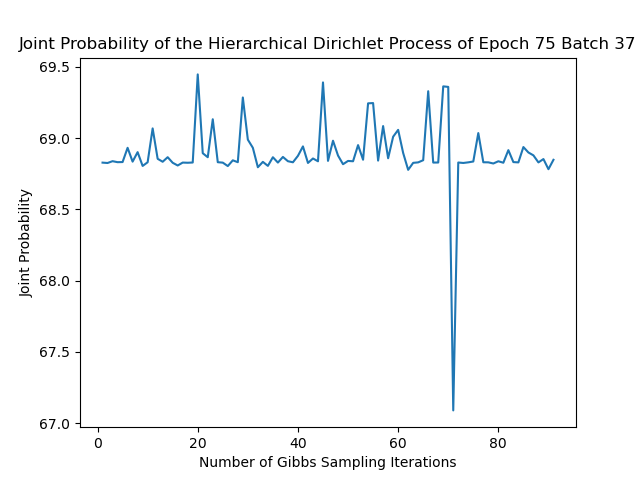 Joint Probability of the Hierarchical Dirichlet Process of Epoch 75 Batch 37
69.5
69.0
68.5
68.0
67.5
67.0
Joint Probability
0 20 40 60 80
Number of Gibbs Sampling Iterations